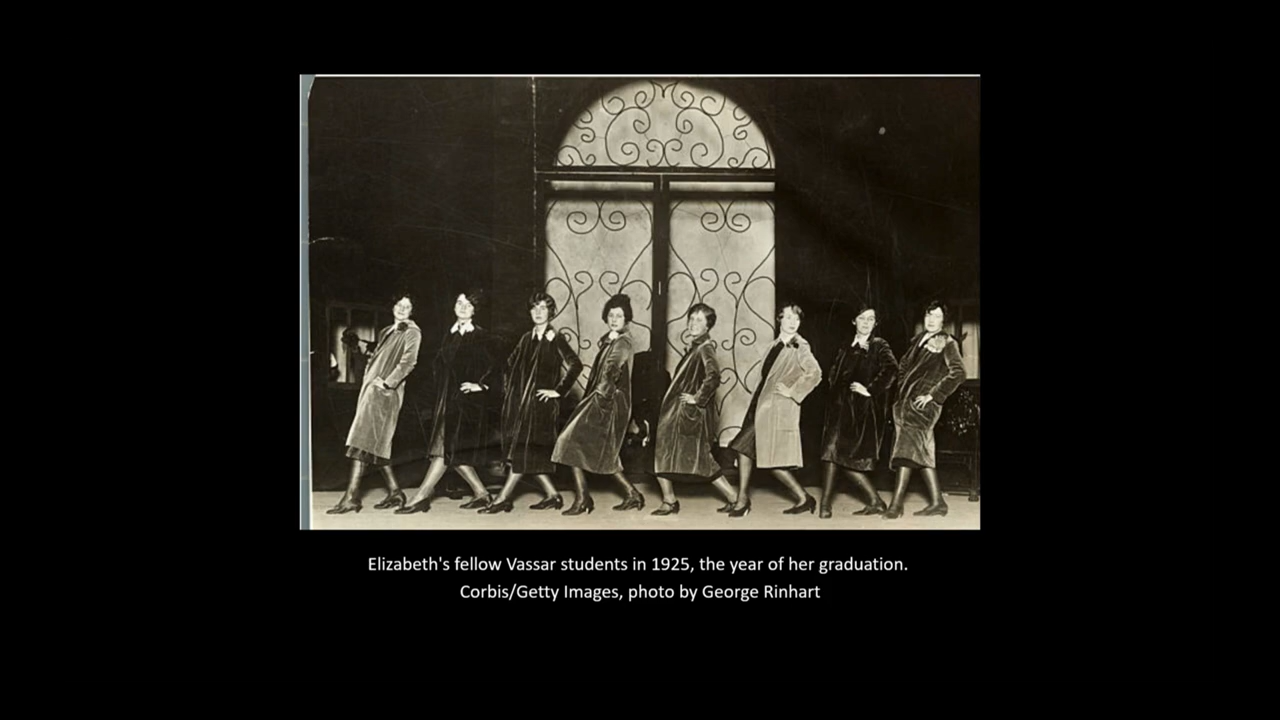 Elizabeth's fellow Vassar students in 1925, the year of her graduation.
Corbis/Getty Images, photo by George Rinhart